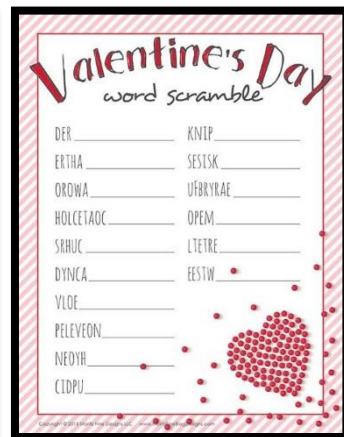 Valentine's Day
word scramble
DER
ERTHA
OROWA
HOLCETAOC
SRHUC
DYNCA
VLOE
PELEVEON
NEOYH
CIDPU
KNIP
SESISK
UFBRYRAE
OPEM
LTETRE
EESTW